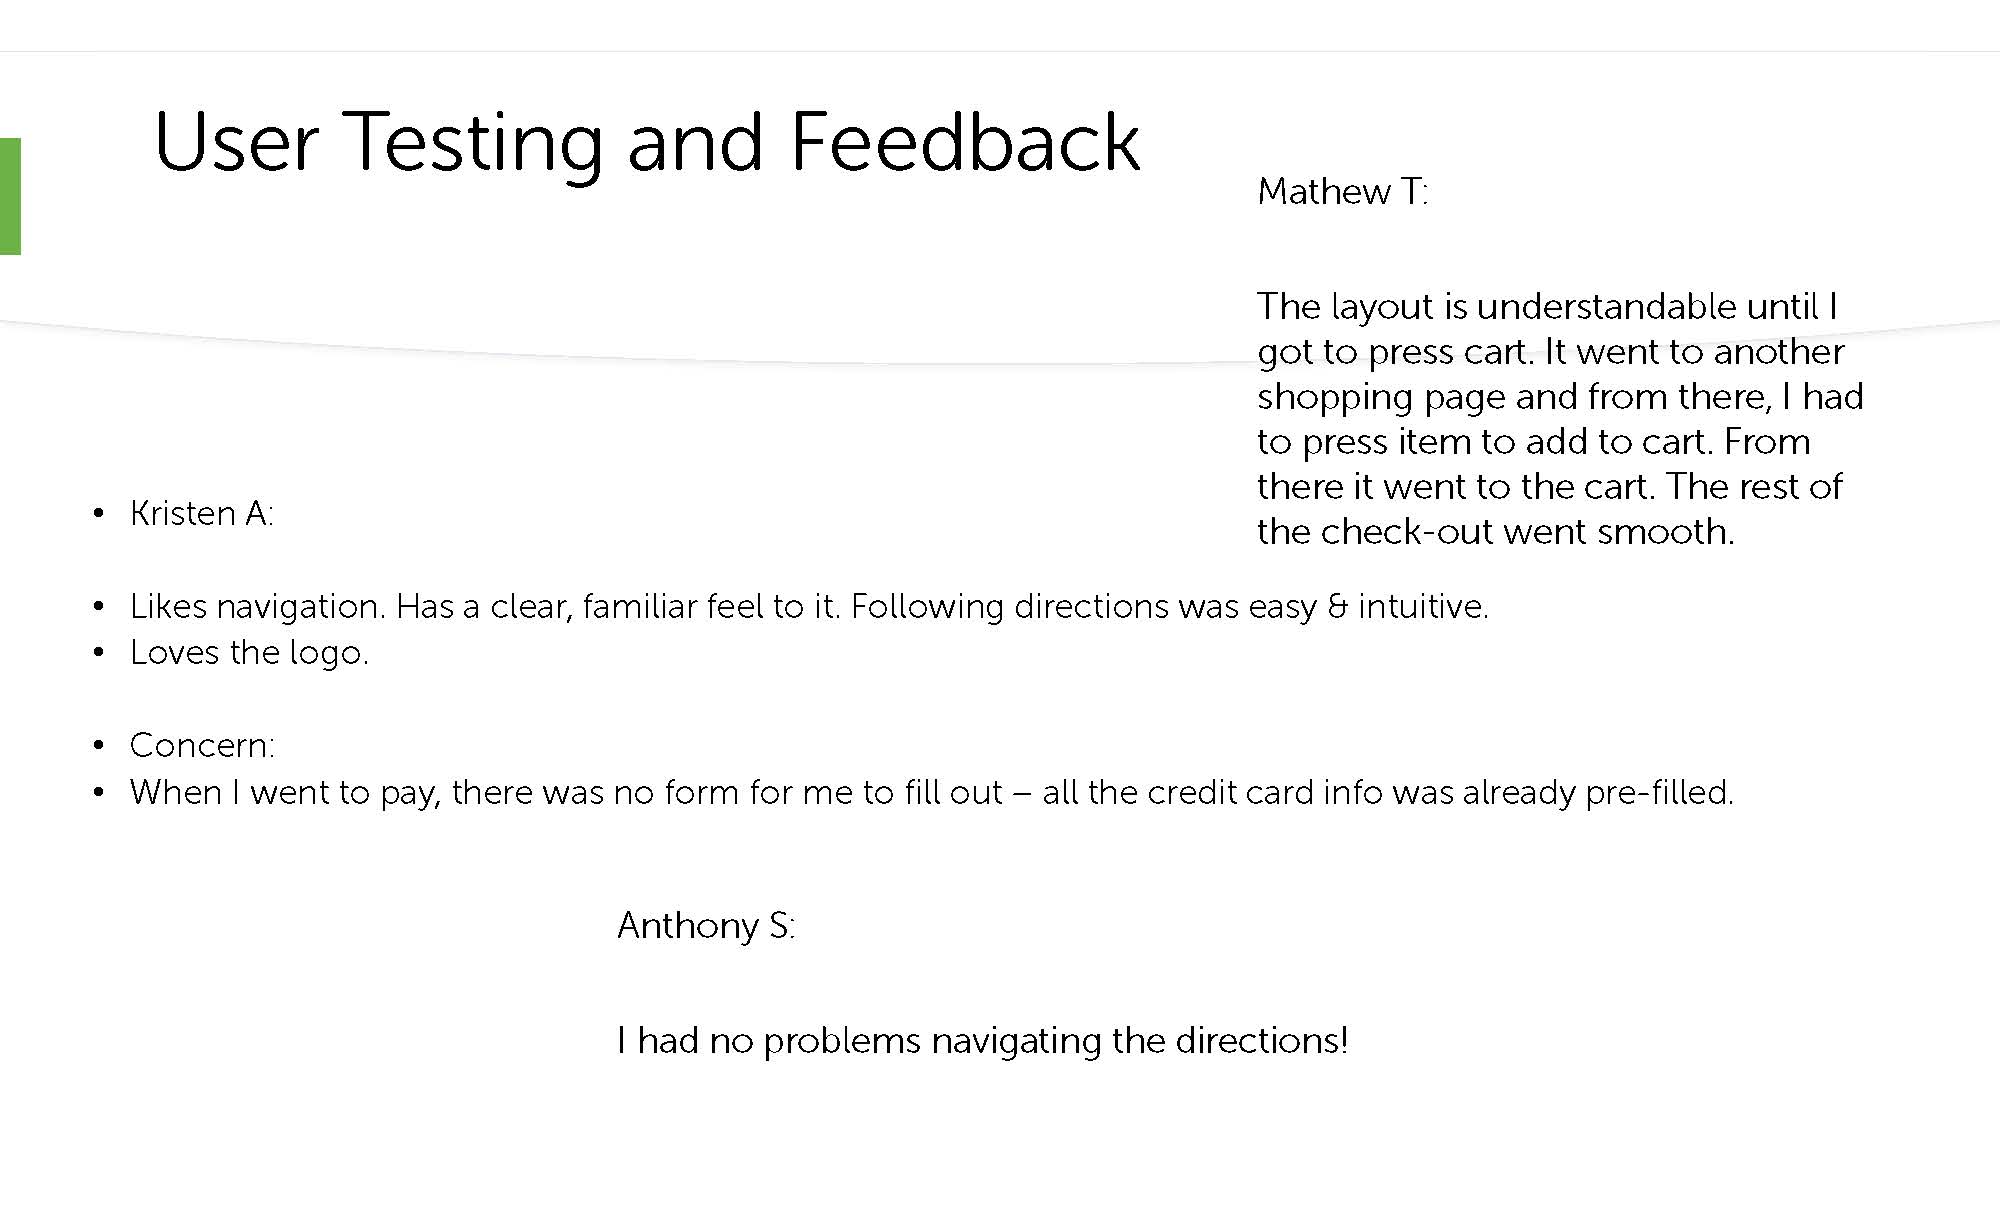 User Testing and Feedback
Mathew T:
The layout is understandable until I
got to press cart. It went to another
shopping page and from there, I had
to press item to add to cart. From
there it went to the cart. The rest of
the check-out went smooth.
• Kristen A:
• Likes navigation. Has a clear, familiar feel to it. Following directions was easy & intuitive.
• Loves the logo.
• Concern:
• When I went to pay, there was no form for me to fill out – all the credit card info was already pre-filled.
Anthony S:
I had no problems navigating the directions!